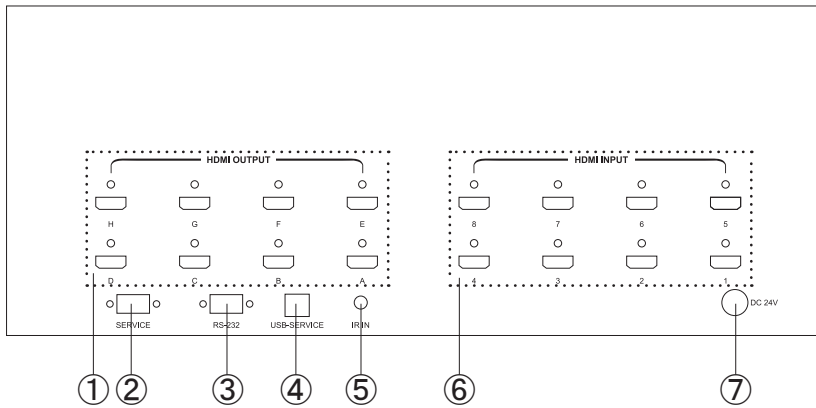 HDMI OUTPUT HDMI INPUT
H G F E 8 7 6 5
D C B A 4 3 2 1
DC 24V
SERVICE RS-232 USB-SERVICE IR IN
① ② ③ ④ ⑤ ⑥ ⑦